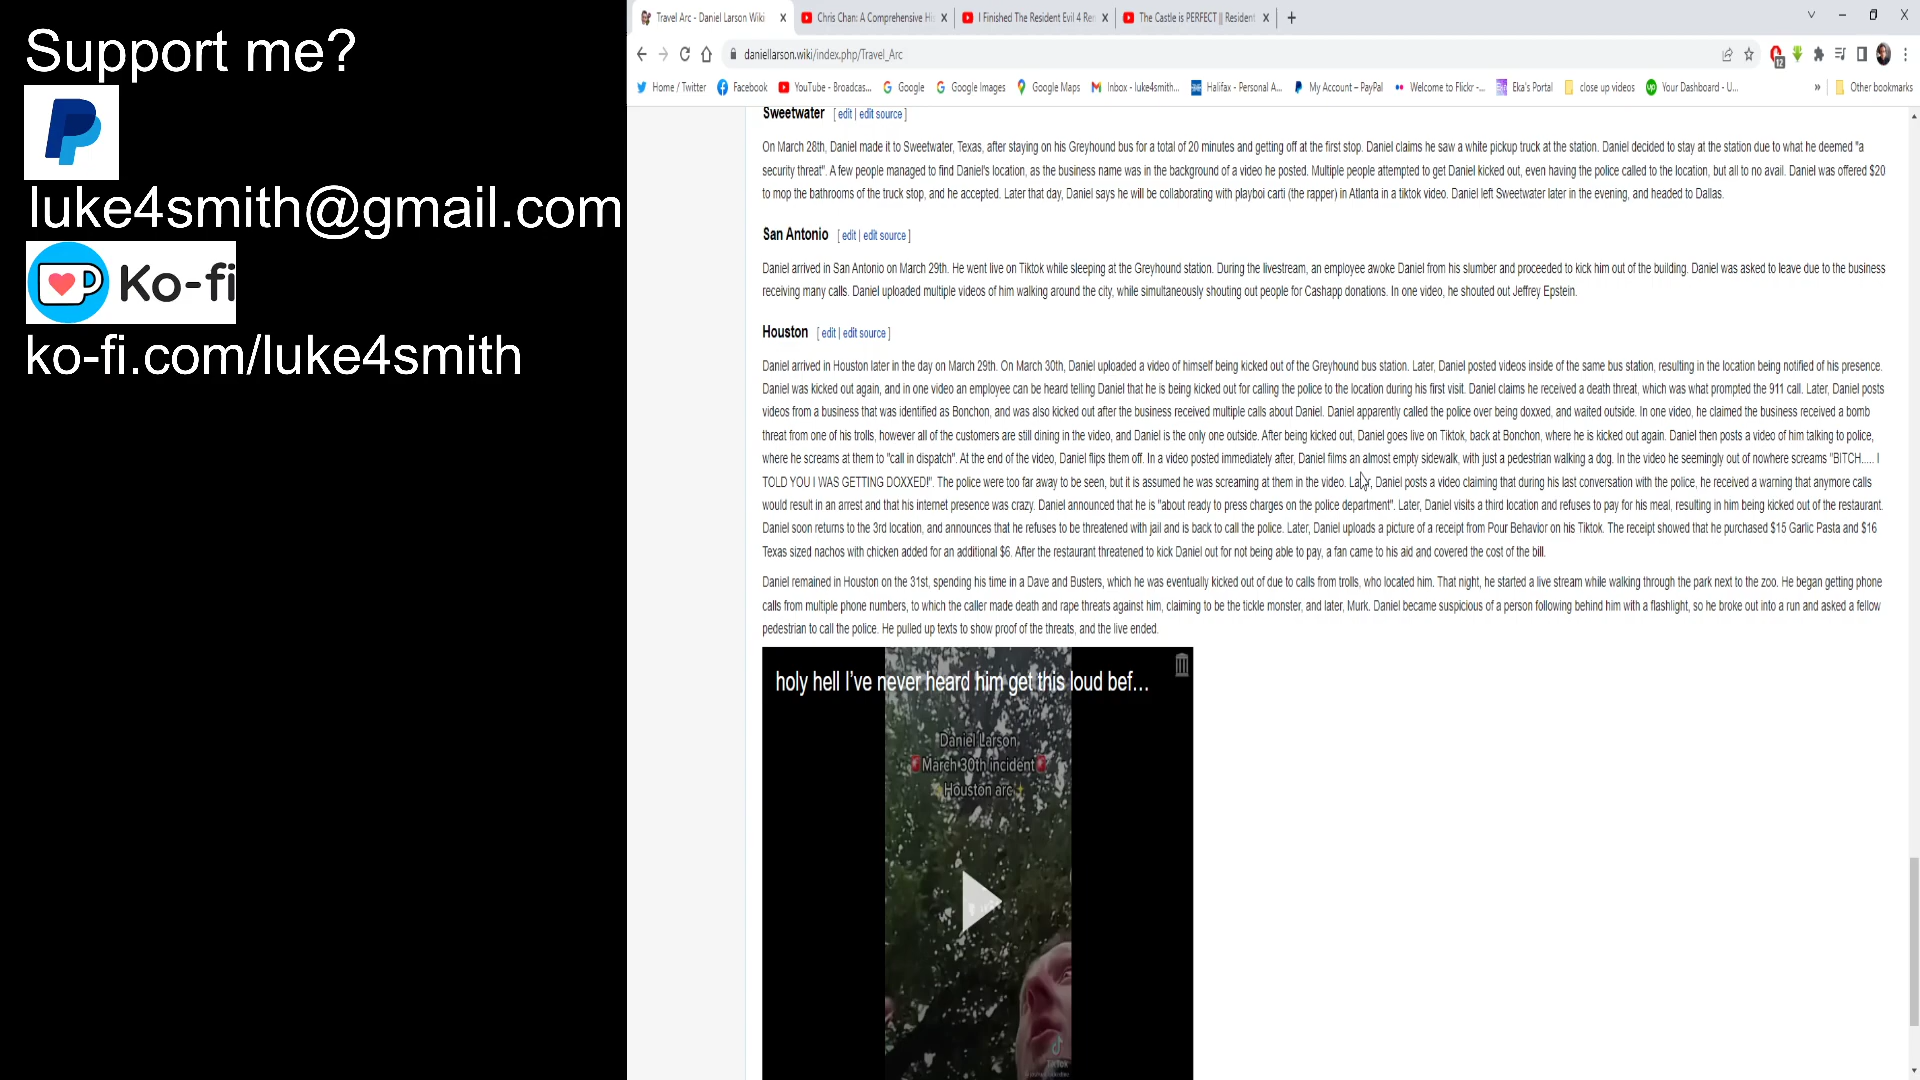 Support me?
luke4smith@gmail.com
Ko-fi
ko-fi.com/luke4smith
Travel Arc - Daniel Larson Wiki
Chris Chan: A Comprehensive Hi
I Finished The Resident Evil 4 Re
The Castle is PERFECT || Resident
daniellarson.wiki/index.php/Travel_Arc
12
Home / Twitter
Facebook
YouTube - Broadcas...
Google
Google Images
Google Maps
Inbox - luke4smith...
Halifax - Personal A...
My Account – PayPal
Welcome to Flickr -...
Eka's Portal
close up videos
Your Dashboard - U...
»
Other bookmarks
Sweetwater [ edit | edit source ]
On March 28th, Daniel made it to Sweetwater, Texas, after staying on his Greyhound bus for a total of 20 minutes and getting off at the first stop. Daniel claims he saw a white pickup truck at the station. Daniel decided to stay at the station due to what he deemed "a
security threat". A few people managed to find Daniel's location, as the business name was in the background of a video he posted. Multiple people attempted to get Daniel kicked out, even having the police called to the location, but all to no avail. Daniel was offered $20
to mop the bathrooms of the truck stop, and he accepted. Later that day, Daniel says he will be collaborating with playboi carti (the rapper) in Atlanta in a tiktok video. Daniel left Sweetwater later in the evening, and headed to Dallas.
San Antonio [ edit | edit source ]
Daniel arrived in San Antonio on March 29th. He went live on Tiktok while sleeping at the Greyhound station. During the livestream, an employee awoke Daniel from his slumber and proceeded to kick him out of the building. Daniel was asked to leave due to the business
receiving many calls. Daniel uploaded multiple videos of him walking around the city, while simultaneously shouting out people for Cashapp donations. In one video, he shouted out Jeffrey Epstein.
Houston [ edit | edit source ]
Daniel arrived in Houston later in the day on March 29th. On March 30th, Daniel uploaded a video of himself being kicked out of the Greyhound bus station. Later, Daniel posted videos inside of the same bus station, resulting in the location being notified of his presence.
Daniel was kicked out again, and in one video an employee can be heard telling Daniel that he is being kicked out for calling the police to the location during his first visit. Daniel claims he received a death threat, which was what prompted the 911 call. Later, Daniel posts
videos from a business that was identified as Bonchon, and was also kicked out after the business received multiple calls about Daniel. Daniel apparently called the police over being doxxed, and waited outside. In one video, he claimed the business received a bomb
threat from one of his trolls, however all of the customers are still dining in the video, and Daniel is the only one outside. After being kicked out, Daniel goes live on Tiktok, back at Bonchon, where he is kicked out again. Daniel then posts a video of him talking to police,
where he screams at them to "call in dispatch". At the end of the video, Daniel flips them off. In a video posted immediately after, Daniel films an almost empty sidewalk, with just a pedestrian walking a dog. In the video he seemingly out of nowhere screams "BITCH..... I
TOLD YOU I WAS GETTING DOXXED!". The police were too far away to be seen, but it is assumed he was screaming at them in the video. Later, Daniel posts a video claiming that during his last conversation with the police, he received a warning that anymore calls
would result in an arrest and that his internet presence was crazy. Daniel announced that he is "about ready to press charges on the police department". Later, Daniel visits a third location and refuses to pay for his meal, resulting in him being kicked out of the restaurant.
Daniel soon returns to the 3rd location, and announces that he refuses to be threatened with jail and is back to call the police. Later, Daniel uploads a picture of a receipt from Pour Behavior on his Tiktok. The receipt showed that he purchased $15 Garlic Pasta and $16
Texas sized nachos with chicken added for an additional $6. After the restaurant threatened to kick Daniel out for not being able to pay, a fan came to his aid and covered the cost of the bill.
Daniel remained in Houston on the 31st, spending his time in a Dave and Busters, which he was eventually kicked out of due to calls from trolls, who located him. That night, he started a live stream while walking through the park next to the zoo. He began getting phone
calls from multiple phone numbers, to which the caller made death and rape threats against him, claiming to be the tickle monster, and later, Murk. Daniel became suspicious of a person following behind him with a flashlight, so he broke out into a run and asked a fellow
pedestrian to call the police. He pulled up texts to show proof of the threats, and the live ended.
holy hell I've never heard him get this loud bef...
Daniel Larson
🚨March 30th incident🚨
✨Houston arc✨
TikTok